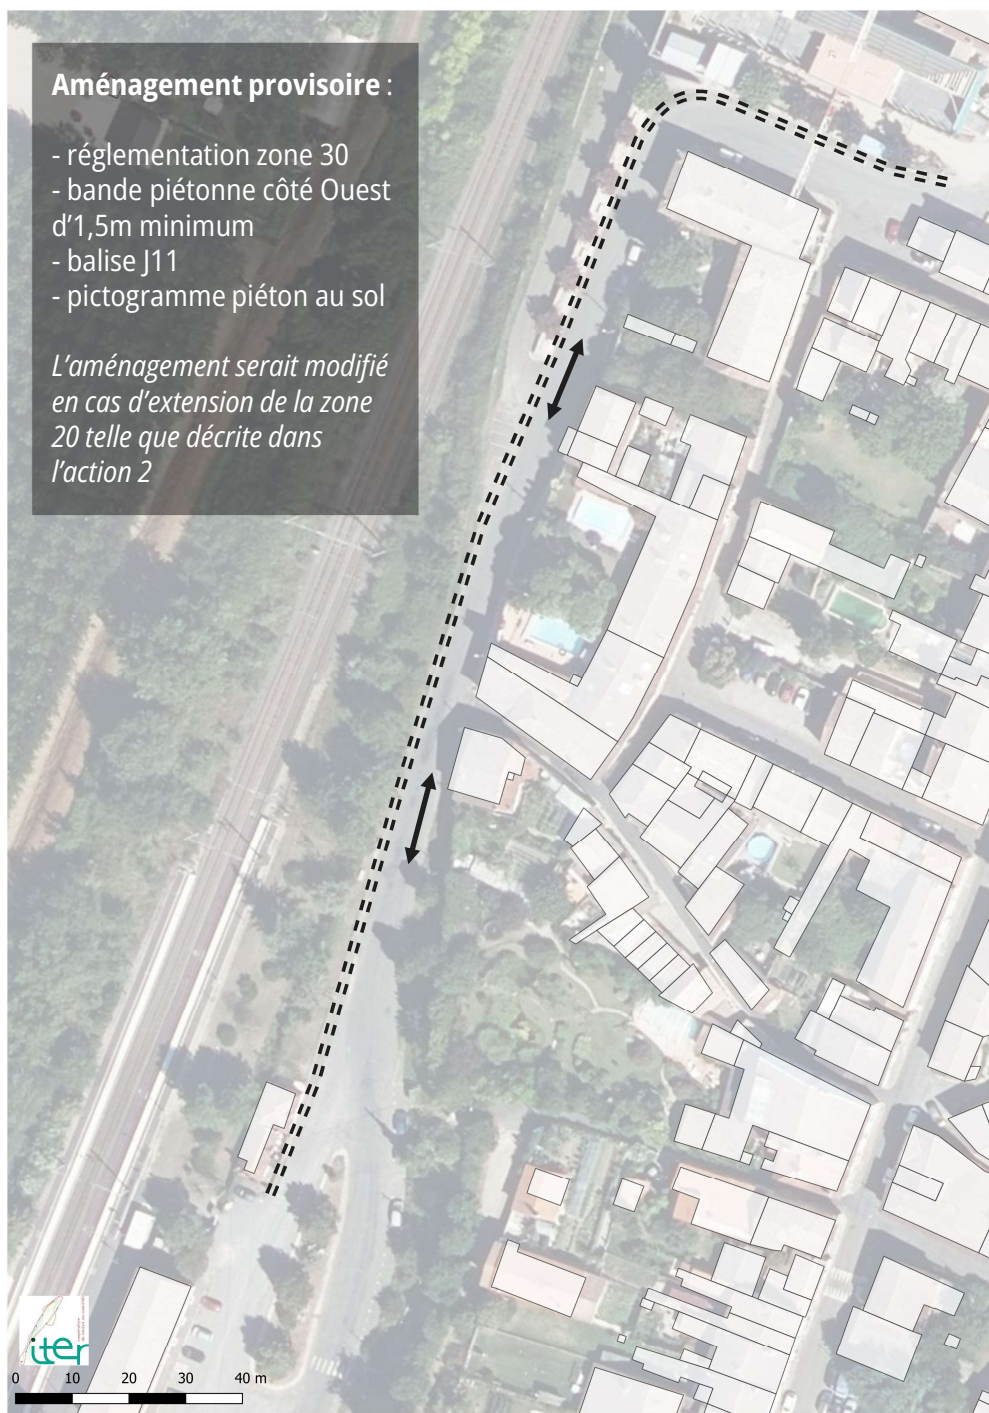 Aménagement provisoire :
- réglementation zone 30
- bande piétonne côté Ouest
d'1,5m minimum
- balise J11
- pictogramme piéton au sol
L'aménagement serait modifié
en cas d'extension de la zone
20 telle que décrite dans
l'action 2
iter
0 10 20 30 40 m